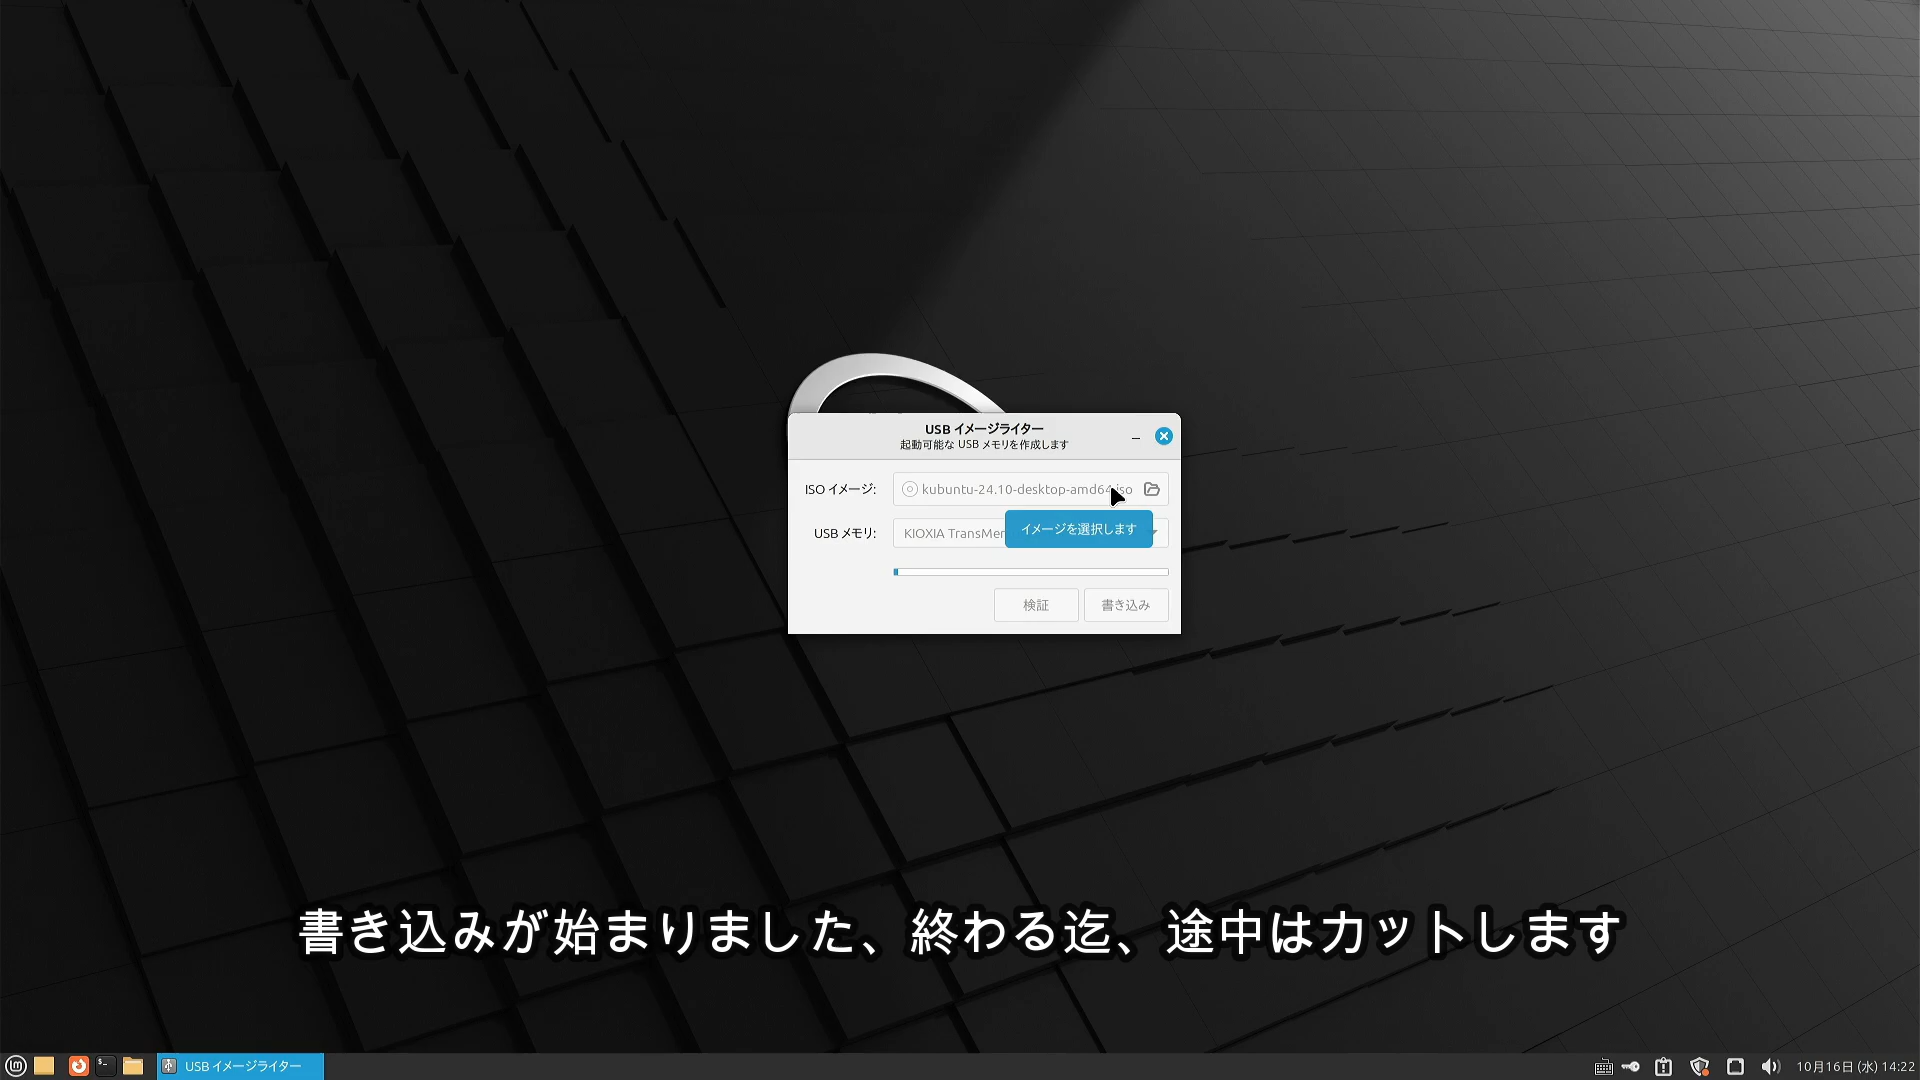 USB イメージライター
起動可能な USB メモリを作成します
ISO イメージ: kubuntu-24.10-desktop-amd64.iso
USB メモリ: KIOXIA TransMe
イメージを選択します
検証 書き込み
書き込みが始まりました、終わる迄、途中はカットします
USB イメージライター 10月16日 (水) 14:22